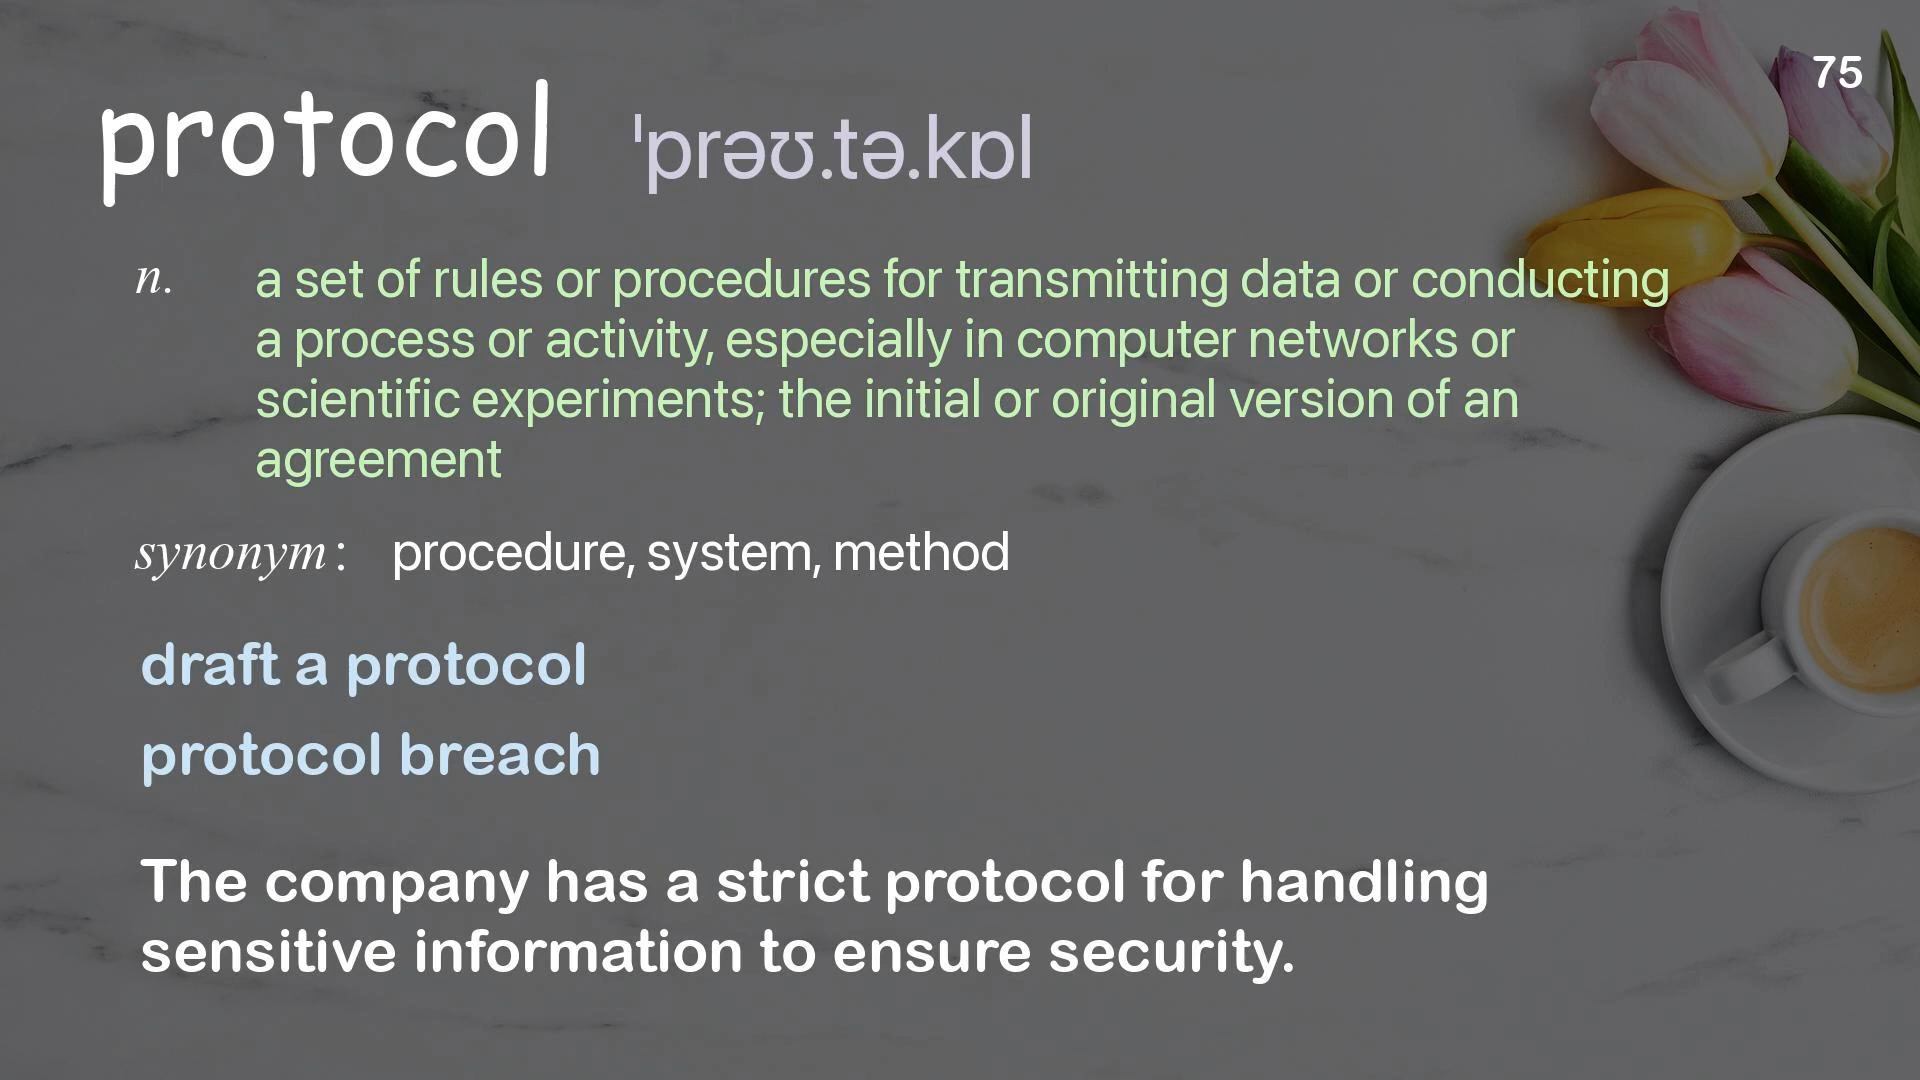 75
protocol ˈprəʊ.tə.kɒl
n. a set of rules or procedures for transmitting data or conducting
a process or activity, especially in computer networks or
scientific experiments; the initial or original version of an
agreement
synonym: procedure, system, method
draft a protocol
protocol breach
The company has a strict protocol for handling
sensitive information to ensure security.